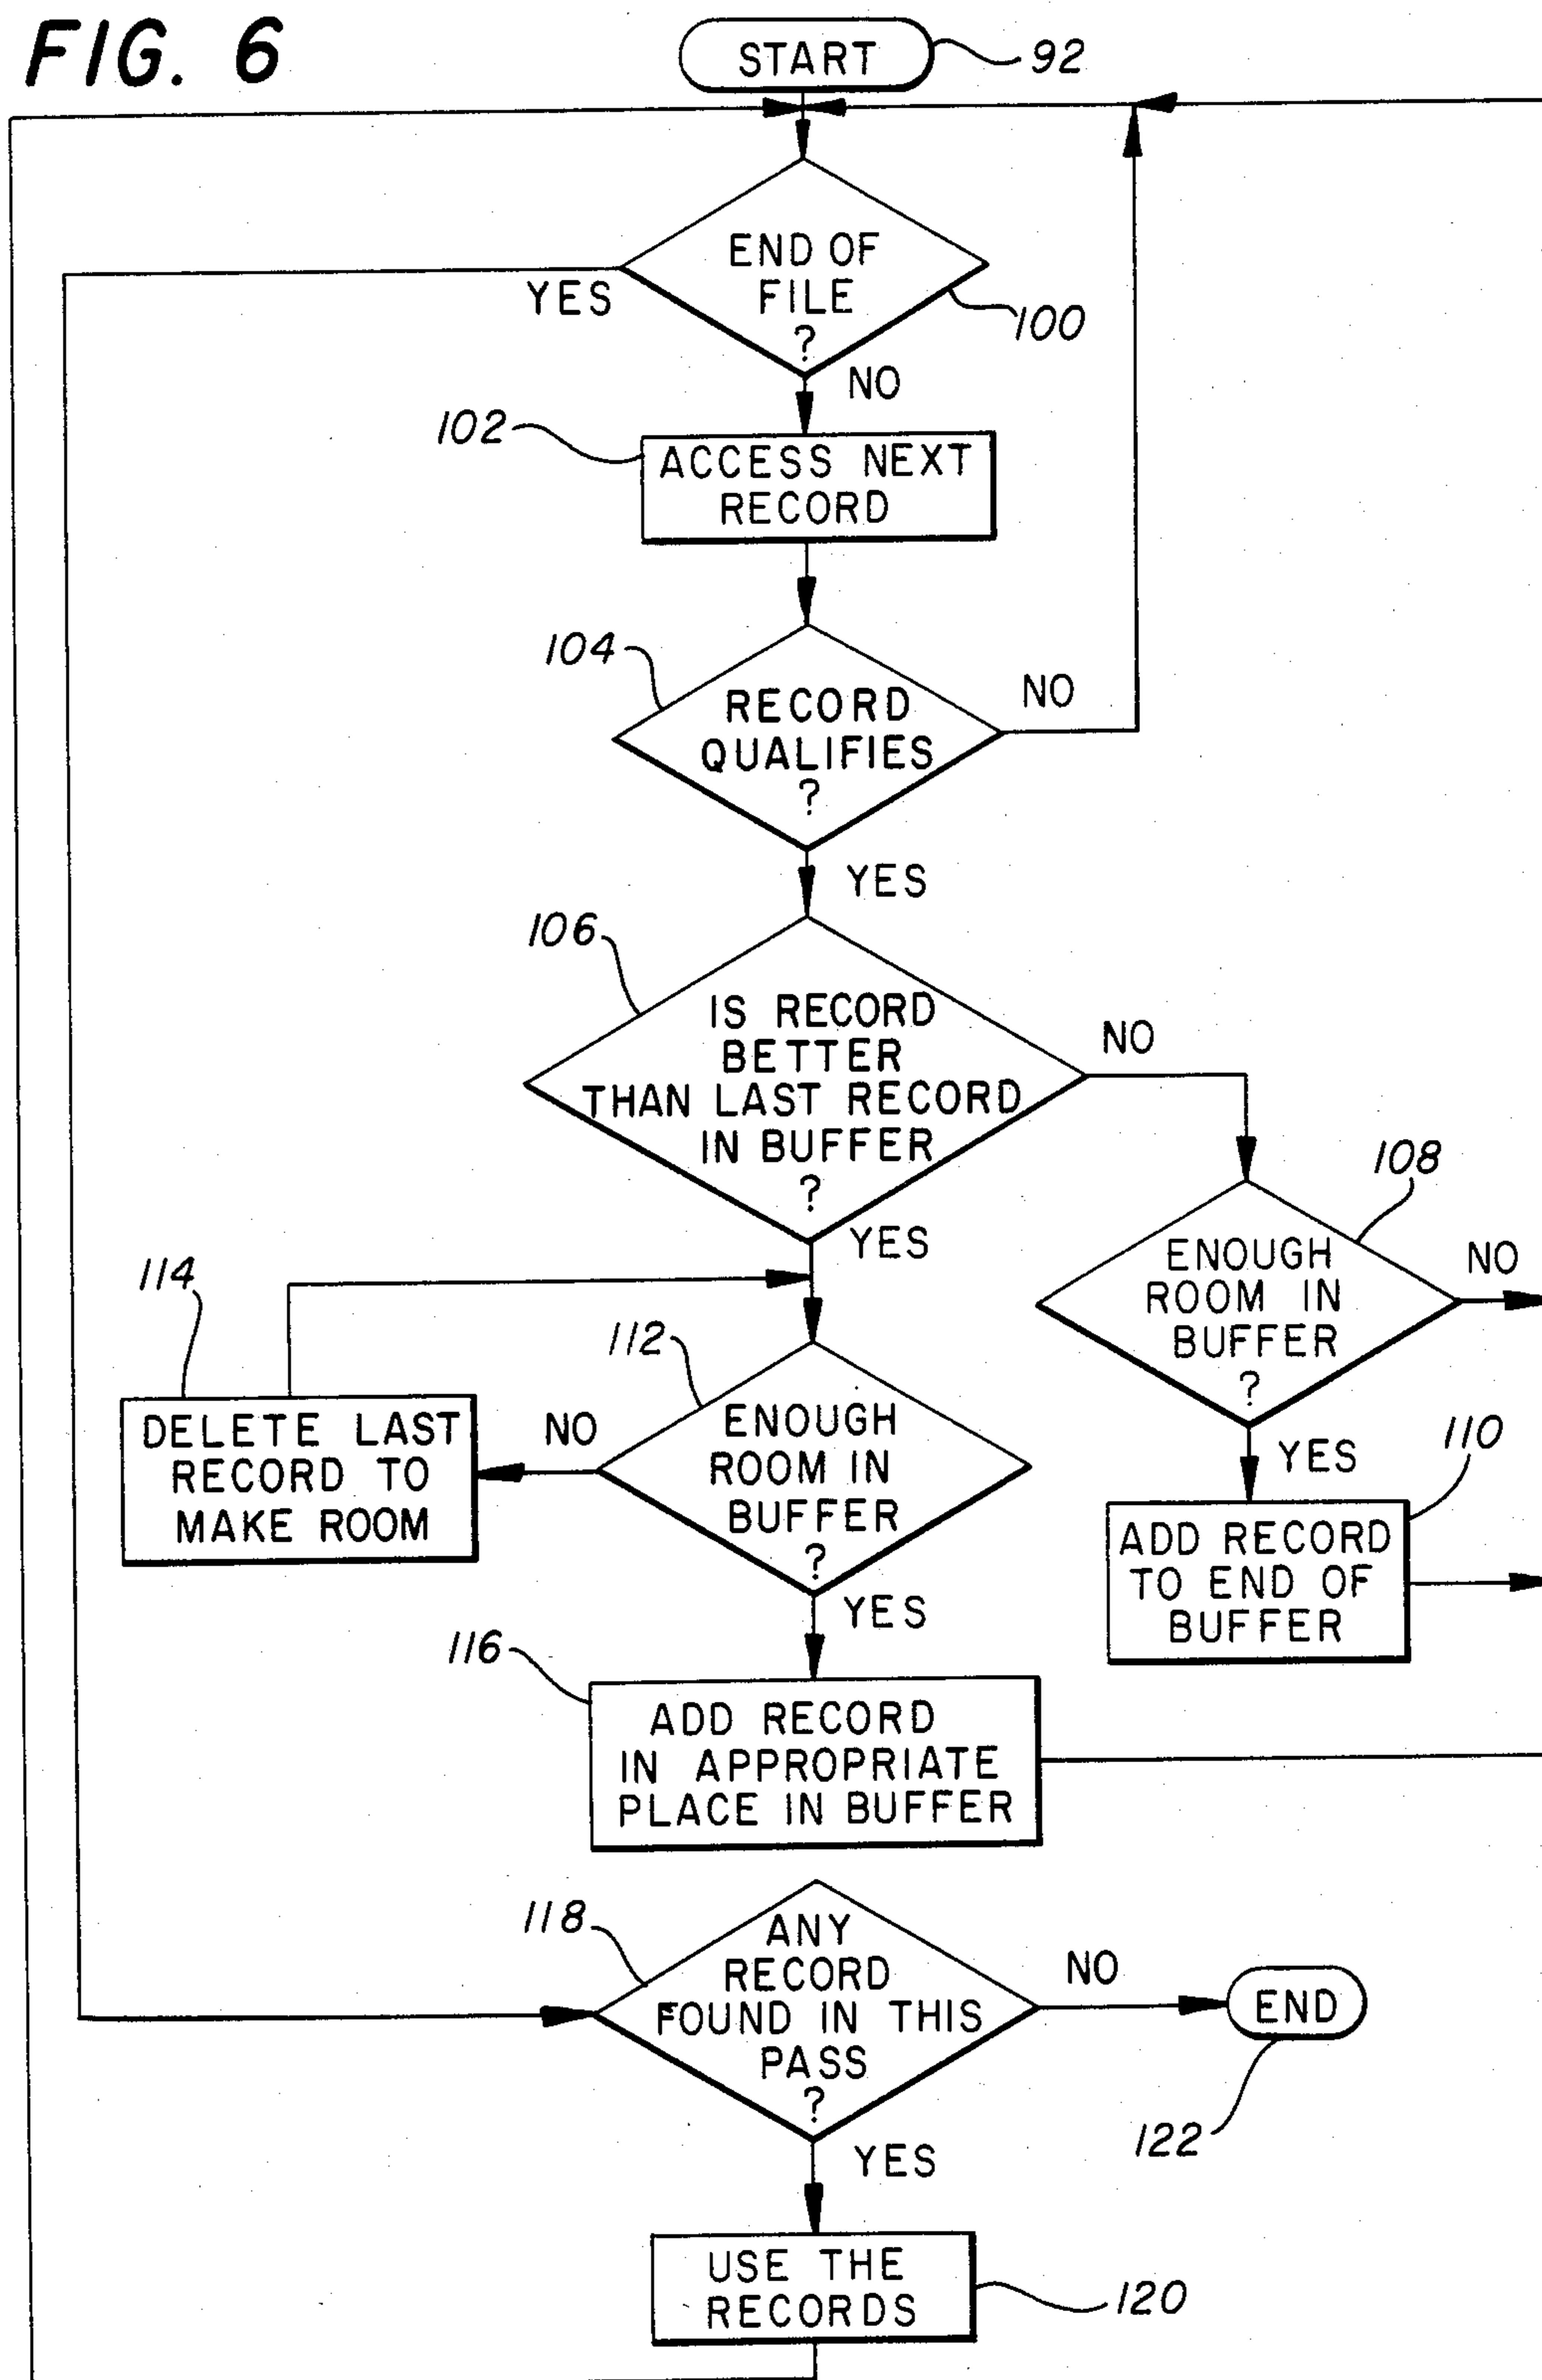 FIG. 6
START
92
END OF
FILE
?
YES
100
NO
102
ACCESS NEXT
RECORD
104
RECORD
QUALIFIES
?
NO
YES
106
IS RECORD
BETTER
THAN LAST RECORD
IN BUFFER
?
NO
YES
108
ENOUGH
ROOM IN
BUFFER
?
NO
YES
110
ADD RECORD
TO END OF
BUFFER
114
DELETE LAST
RECORD TO
MAKE ROOM
112
ENOUGH
ROOM IN
BUFFER
?
NO
YES
116
ADD RECORD
IN APPROPRIATE
PLACE IN BUFFER
118
ANY
RECORD
FOUND IN THIS
PASS
?
NO
END
122
YES
USE THE
RECORDS
120